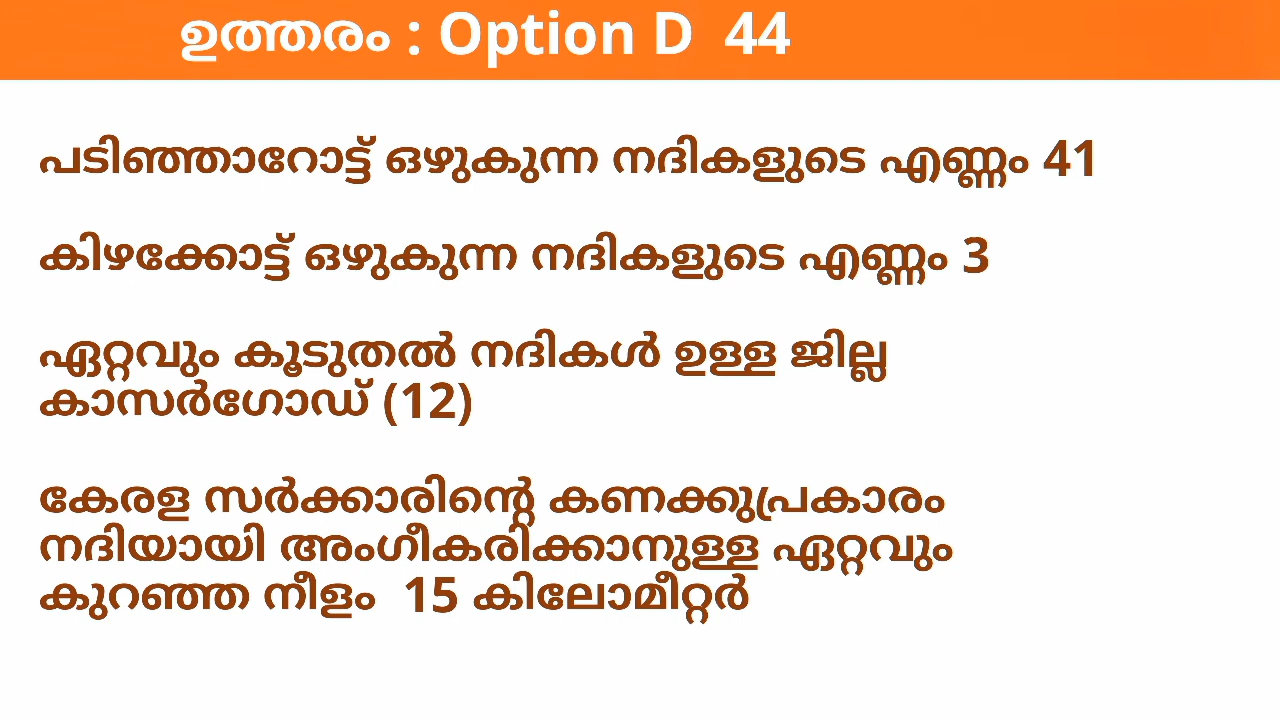 ഉത്തരം : Option D 44
പടിഞ്ഞാറോട്ട് ഒഴുകുന്ന നദികളുടെ എണ്ണം 41
കിഴക്കോട്ട് ഒഴുകുന്ന നദികളുടെ എണ്ണം 3
ഏറ്റവും കൂടുതൽ നദികൾ ഉള്ള ജില്ല
കാസർഗോഡ് (12)
കേരള സർക്കാരിന്റെ കണക്കുപ്രകാരം
നദിയായി അംഗീകരിക്കാനുള്ള ഏറ്റവും
കുറഞ്ഞ നീളം 15 കിലോമീറ്റർ